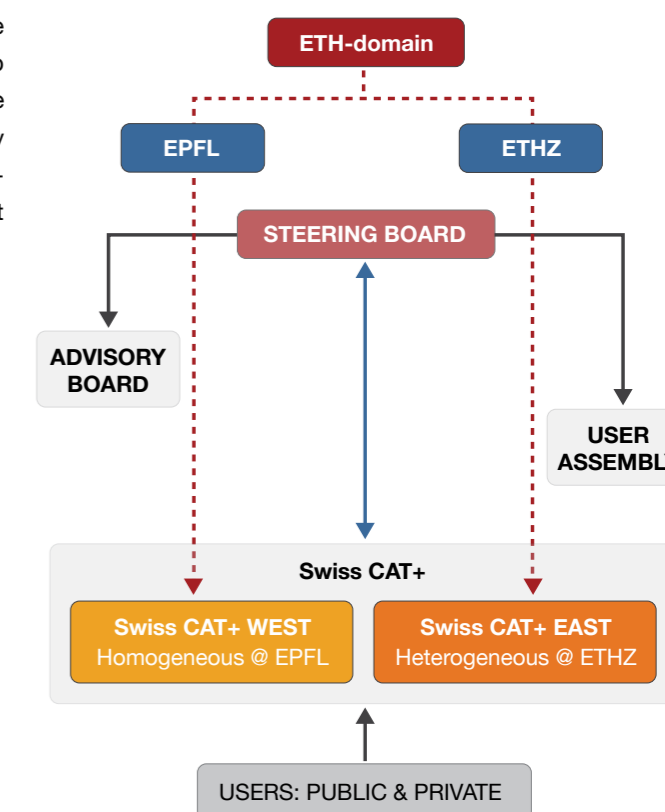 ETH-domain
EPFL
ETHZ
STEERING BOARD
ADVISORY
BOARD
USER
ASSEMBLY
Swiss CAT+
Swiss CAT+ WEST
Homogeneous @ EPFL
Swiss CAT+ EAST
Heterogeneous @ ETHZ
USERS: PUBLIC & PRIVATE